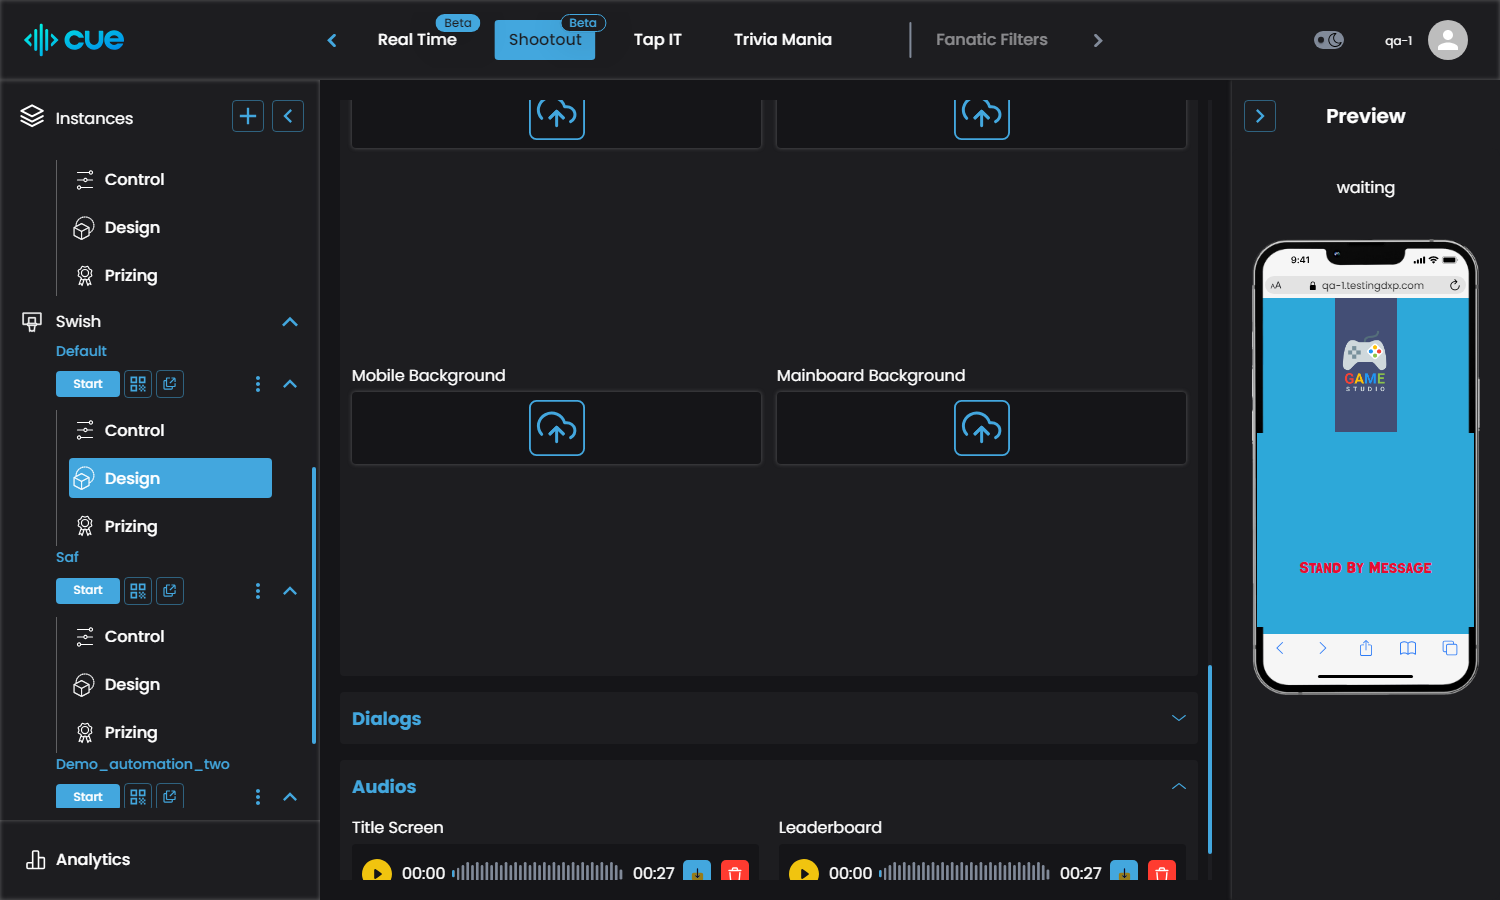 cue
Real Time
Beta
Shootout
Beta
Tap IT
Trivia Mania
Fanatic Filters
qa-1
Instances
Control
Design
Prizing
Swish
Default
Start
Control
Design
Prizing
Saf
Start
Control
Design
Prizing
Demo_automation_two
Start
Analytics
Mobile Background
Mainboard Background
Dialogs
Audios
Title Screen
Leaderboard
00:00
00:27
00:00
00:27
Preview
waiting
9:41
AA
qa-1.testingdxp.com
GAME
STUDIO
Stand By Message